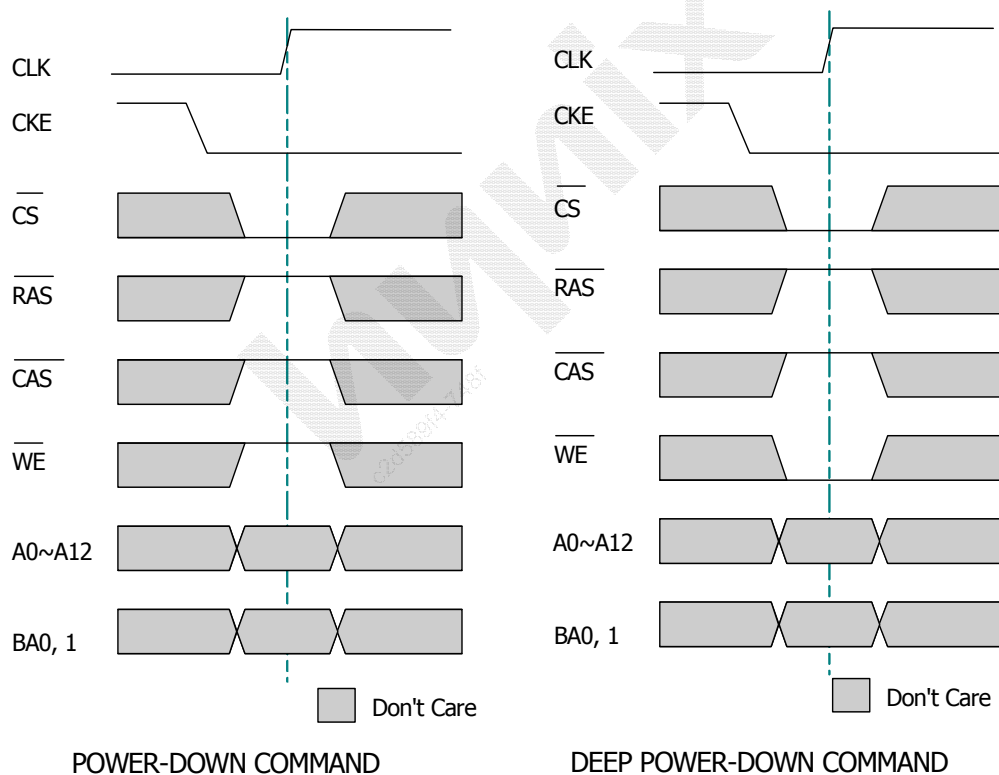 CLK
CKE
CS
RAS
CAS
WE
A0~A12
BA0, 1
Don't Care
POWER-DOWN COMMAND
CLK
CKE
CS
RAS
CAS
WE
A0~A12
BA0, 1
Don't Care
DEEP POWER-DOWN COMMAND